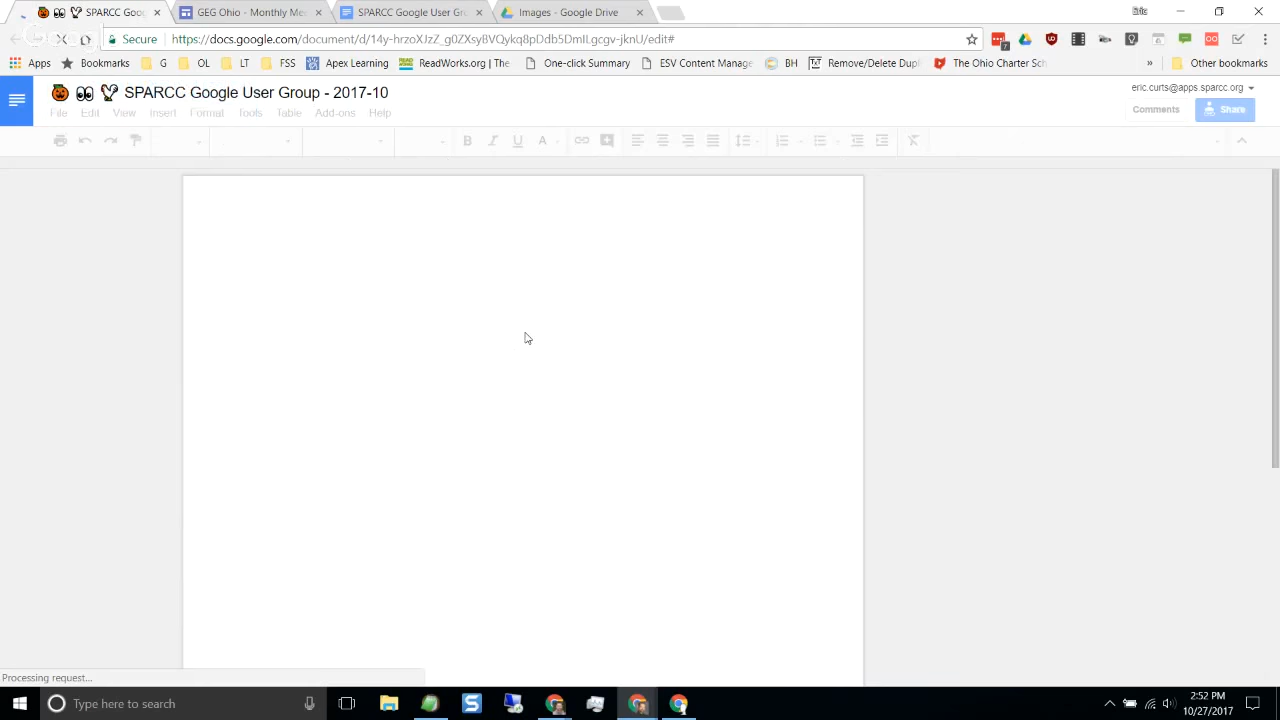 SPARCC Goog
GEG Ohio - Monthly Me
SPARCC Google User Gr
Images - Google Drive
Secure
https://docs.google.com/document/d/14y-hrzoXJzZ_g0ZXsyBVQykq8pDdb5DmILgcgv-jknU/edit#
7
Apps
Bookmarks
G
OL
LT
FSS
Apex Learning
ReadWorks.org | The
One-click Summary
ESV Content Manage
BH
Remove/Delete Dupl
The Ohio Charter Sch
»
Other bookmarks
SPARCC Google User Group - 2017-10
eric.curts@apps.sparcc.org
File Edit View Insert Format Tools Table Add-ons Help
Comments
Share
B I U A
Processing request...
Type here to search
2:52 PM
10/27/2017